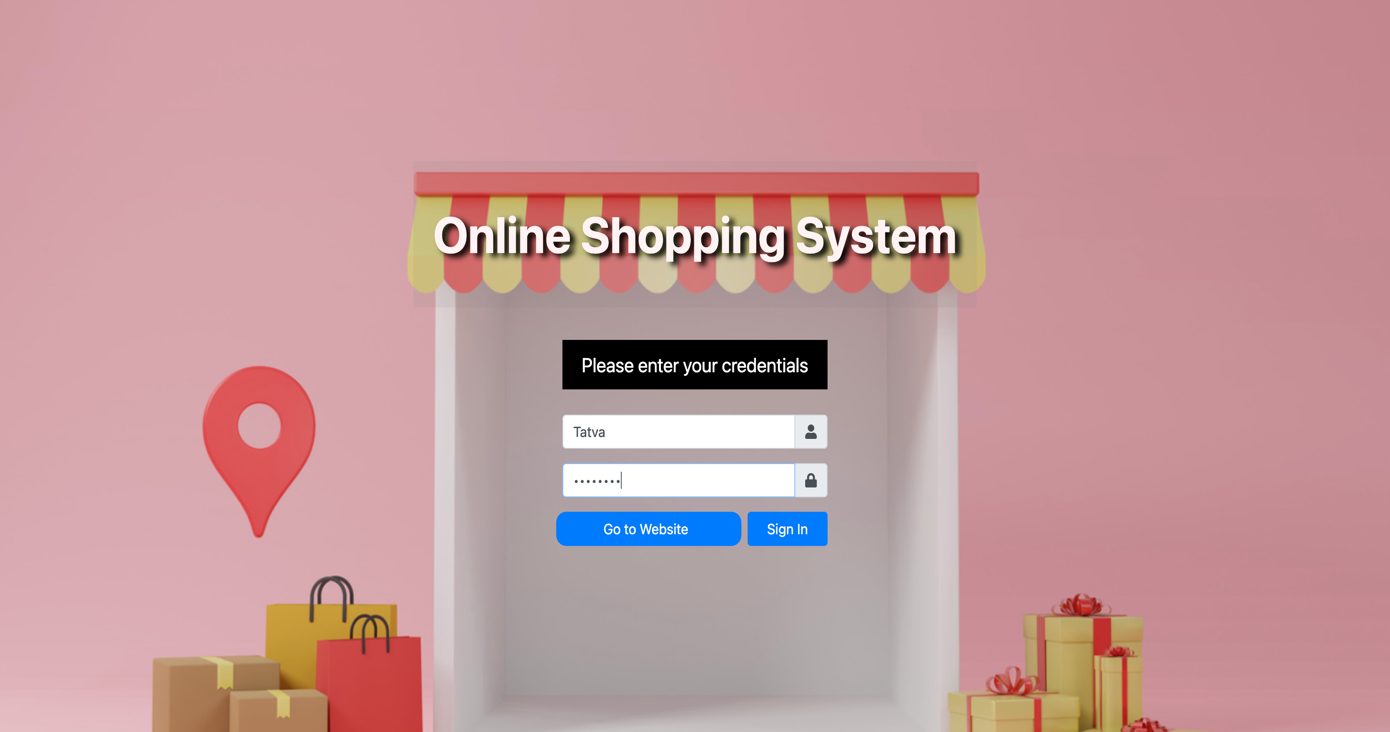 Online Shopping System
Please enter your credentials
Tatva
••••••••
Go to Website
Sign In